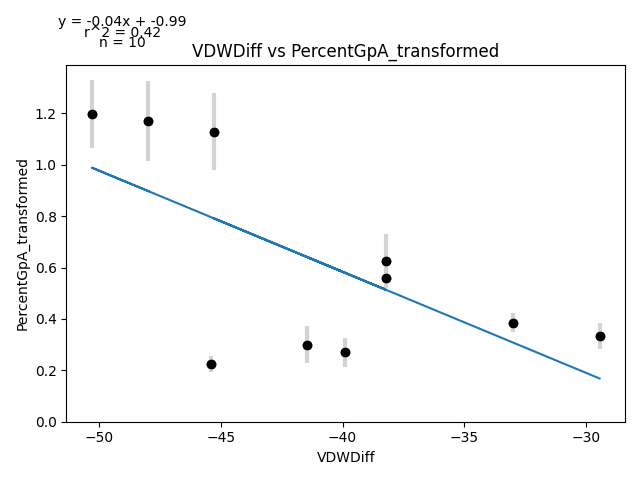 y = -0.04x + -0.99
r^2 = 0.42
n = 10
VDWDiff vs PercentGpA_transformed
PercentGpA_transformed
1.2
1.0
0.8
0.6
0.4
0.2
0.0
−50
−45
−40
−35
−30
VDWDiff